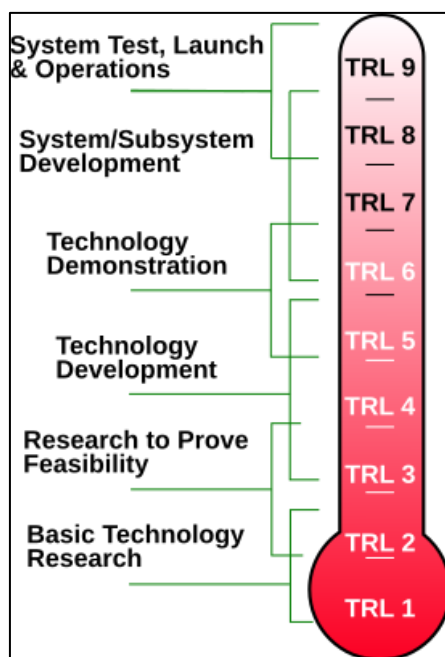 System Test, Launch
& Operations
System/Subsystem
Development
Technology
Demonstration
Technology
Development
Research to Prove
Feasibility
Basic Technology
Research
TRL 9
TRL 8
TRL 7
TRL 6
TRL 5
TRL 4
TRL 3
TRL 2
TRL 1